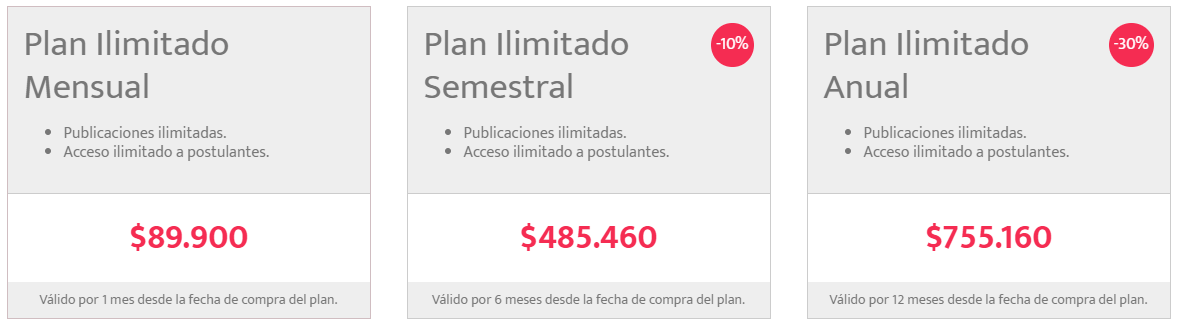 Plan Ilimitado
Mensual
• Publicaciones ilimitadas.
• Acceso ilimitado a postulantes.
$89.900
Válido por 1 mes desde la fecha de compra del plan.
Plan Ilimitado
Semestral
-10%
• Publicaciones ilimitadas.
• Acceso ilimitado a postulantes.
$485.460
Válido por 6 meses desde la fecha de compra del plan.
Plan Ilimitado
Anual
-30%
• Publicaciones ilimitadas.
• Acceso ilimitado a postulantes.
$755.160
Válido por 12 meses desde la fecha de compra del plan.